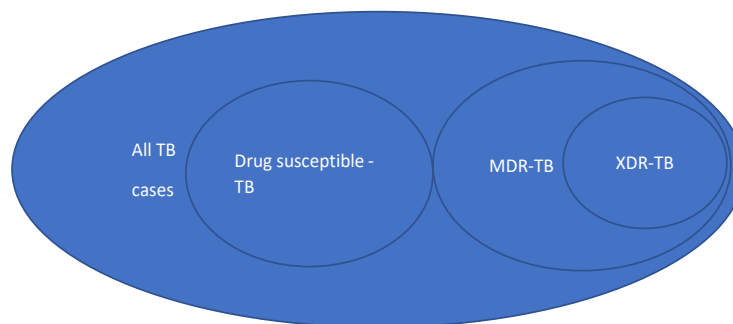 All TB
cases
Drug susceptible -
TB
MDR-TB
XDR-TB